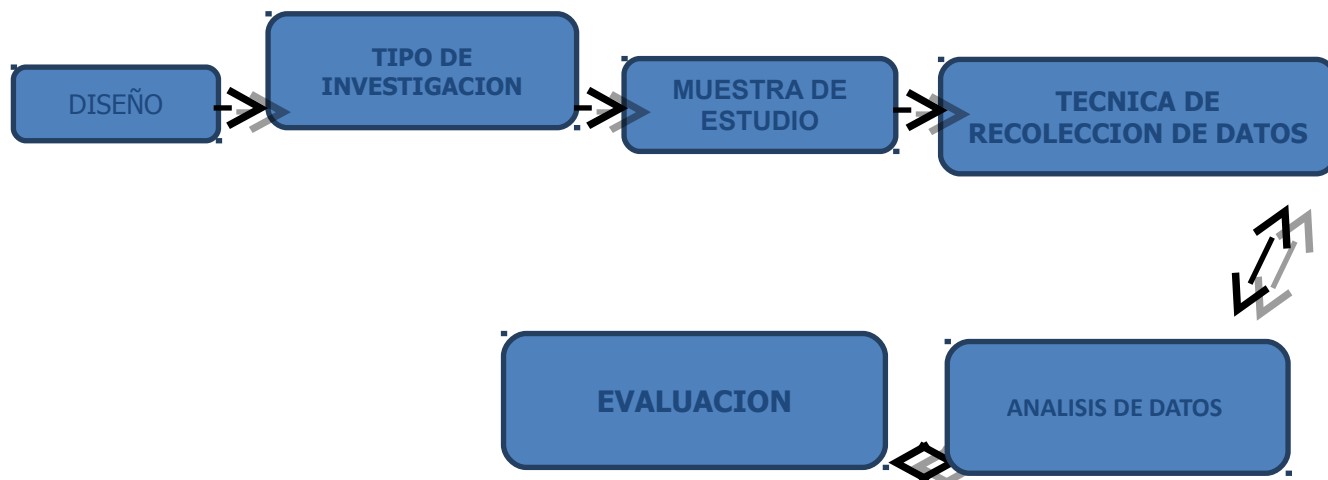 DISEÑO
TIPO DE
INVESTIGACION
MUESTRA DE
ESTUDIO
TECNICA DE
RECOLECCION DE DATOS
EVALUACION
ANALISIS DE DATOS